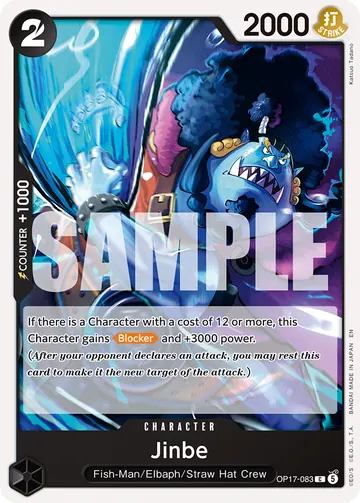 2
2000
打
STRIKE
Katsuo Tadano
COUNTER +1000
SAMPLE
If there is a Character with a cost of 12 or more, this
Character gains Blocker and +3000 power.
(After your opponent declares an attack, you may rest this
card to make it the new target of the attack.)
CHARACTER
Jinbe
Fish-Man/Elbaph/Straw Hat Crew
OP17-083 C
5
BANDAI MADE IN JAPAN EN